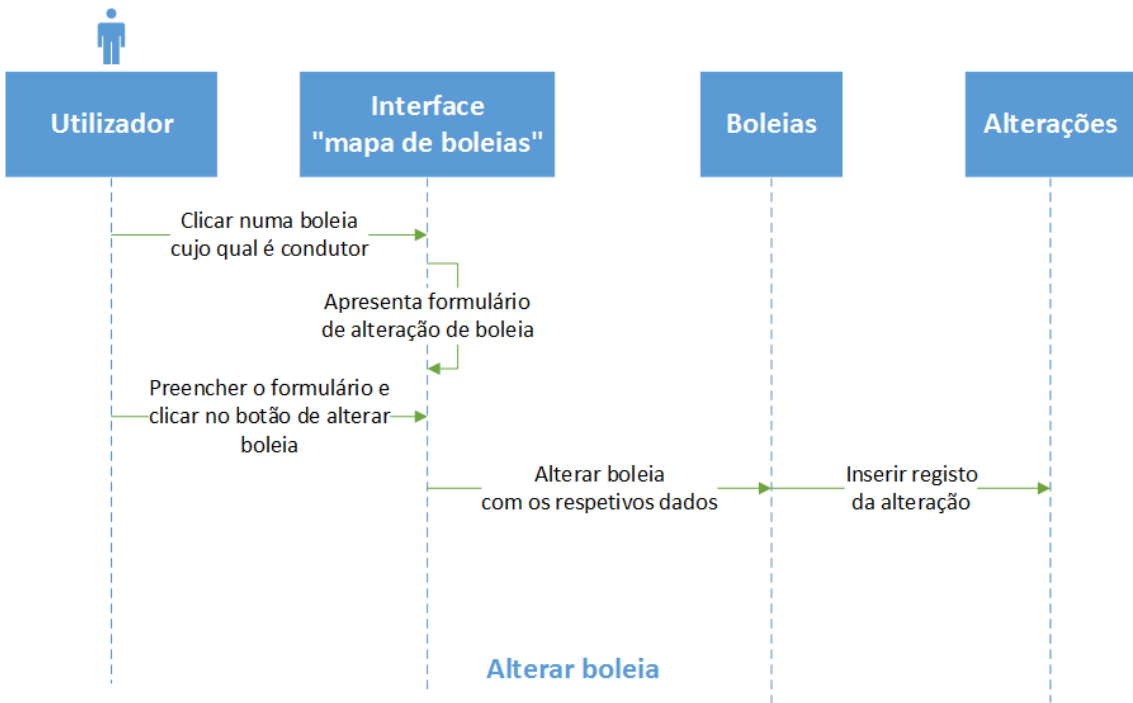 Utilizador
Interface
"mapa de boleias"
Boleias
Alterações
Clicar numa boleia
cujo qual é condutor
Apresenta formulário
de alteração de boleia
Preencher o formulário e
clicar no botão de alterar
boleia
Alterar boleia
com os respetivos dados
Inserir registo
da alteração
Alterar boleia